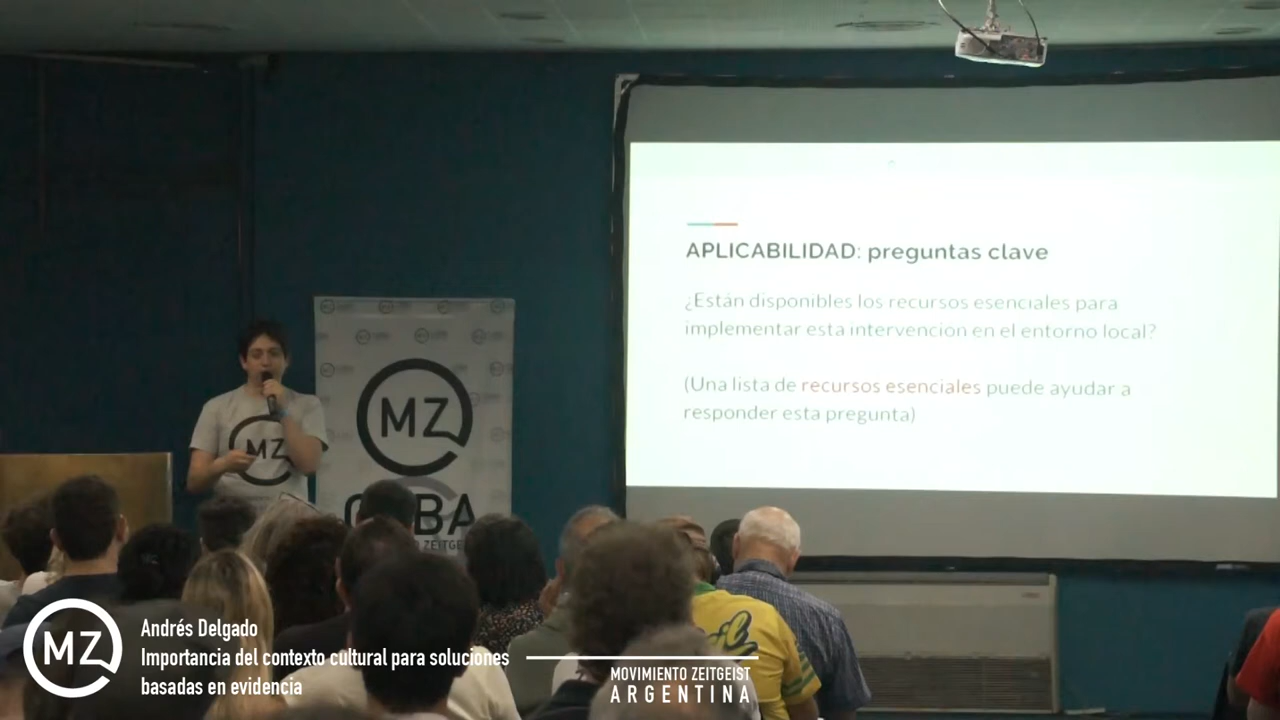 APLICABILIDAD: preguntas clave
¿Están disponibles los recursos esenciales para
implementar esta intervencion en el entorno local?
(Una lista de recursos esenciales puede ayudar a
responder esta pregunta)
MZ
MZ
MZ
Andrés Delgado
Importancia del contexto cultural para soluciones
basadas en evidencia
MOVIMIENTO ZEITGEIST
ARGENTINA